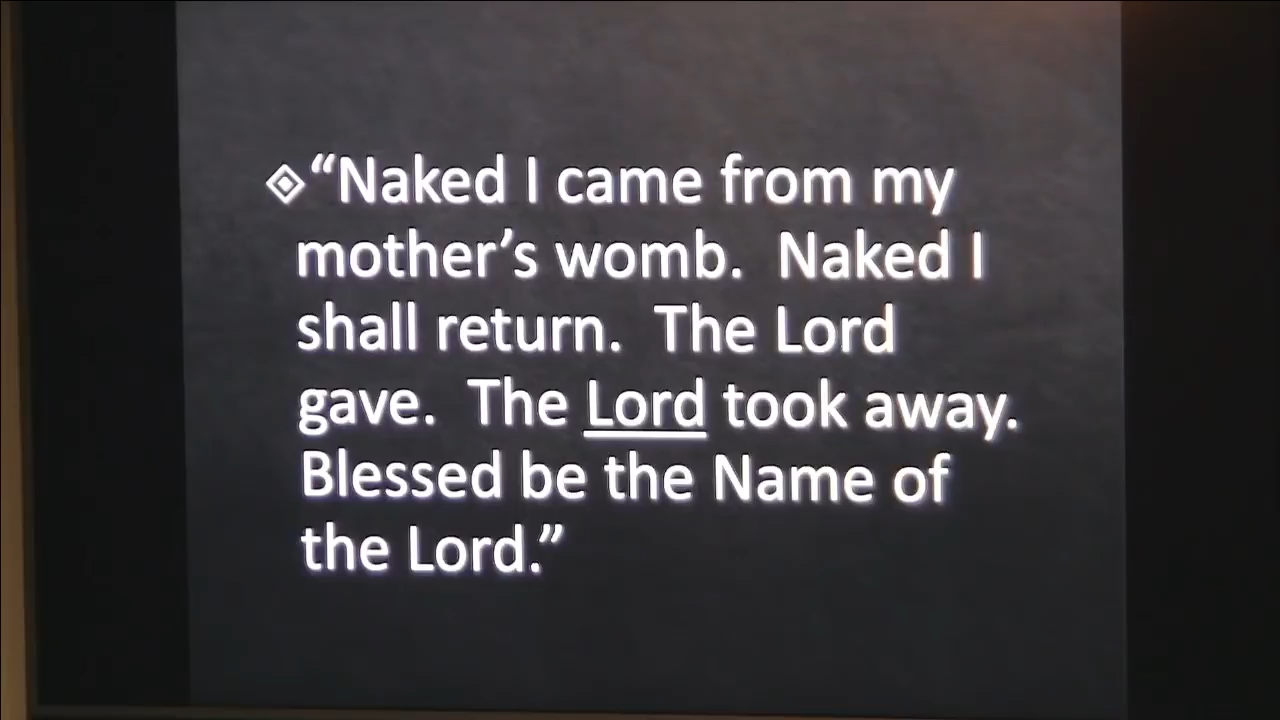 “Naked I came from my
mother’s womb.  Naked I
shall return.  The Lord
gave.  The Lord took away.
Blessed be the Name of
the Lord.”